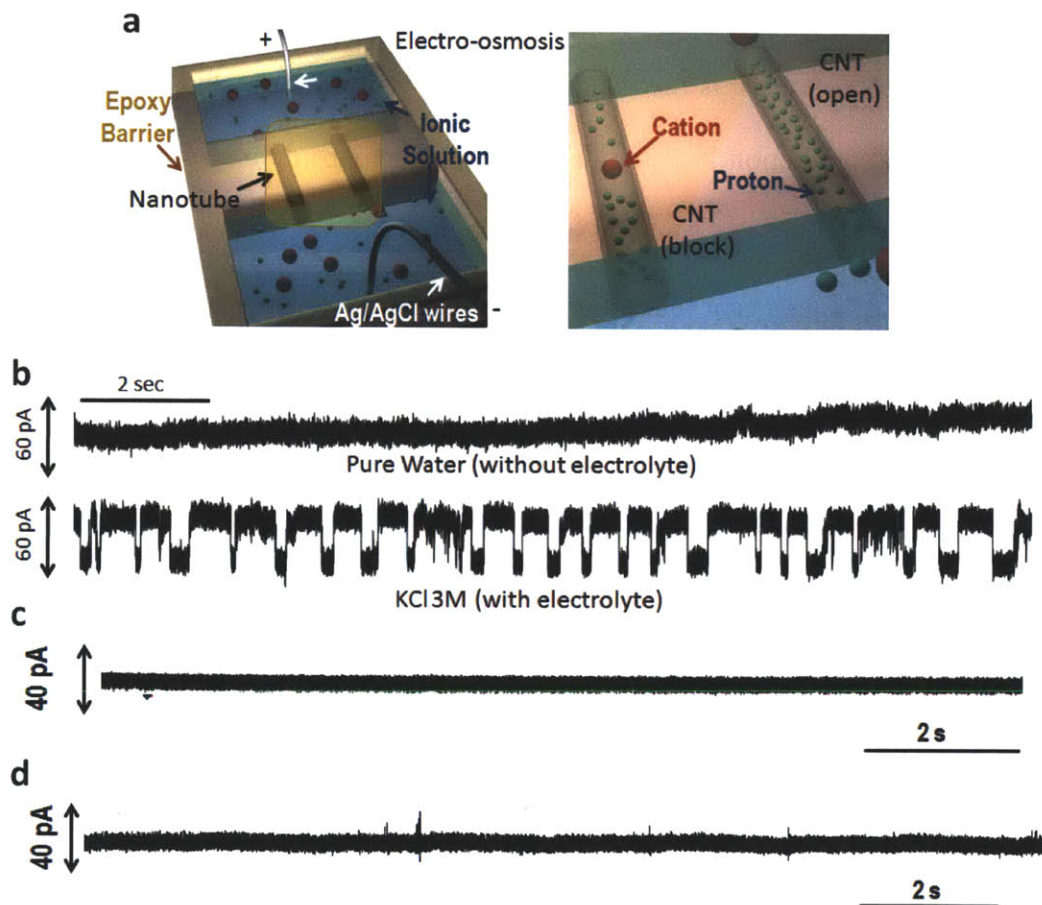 a
+
Electro-osmosis
Epoxy
Barrier
Ionic
Solution
Nanotube
Ag/AgCl wires
-
CNT
(open)
Cation
Proton
CNT
(block)
b
2 sec
60 pA
Pure Water (without electrolyte)
60 pA
KCl 3M (with electrolyte)
c
40 pA
2 s
d
40 pA
2 s